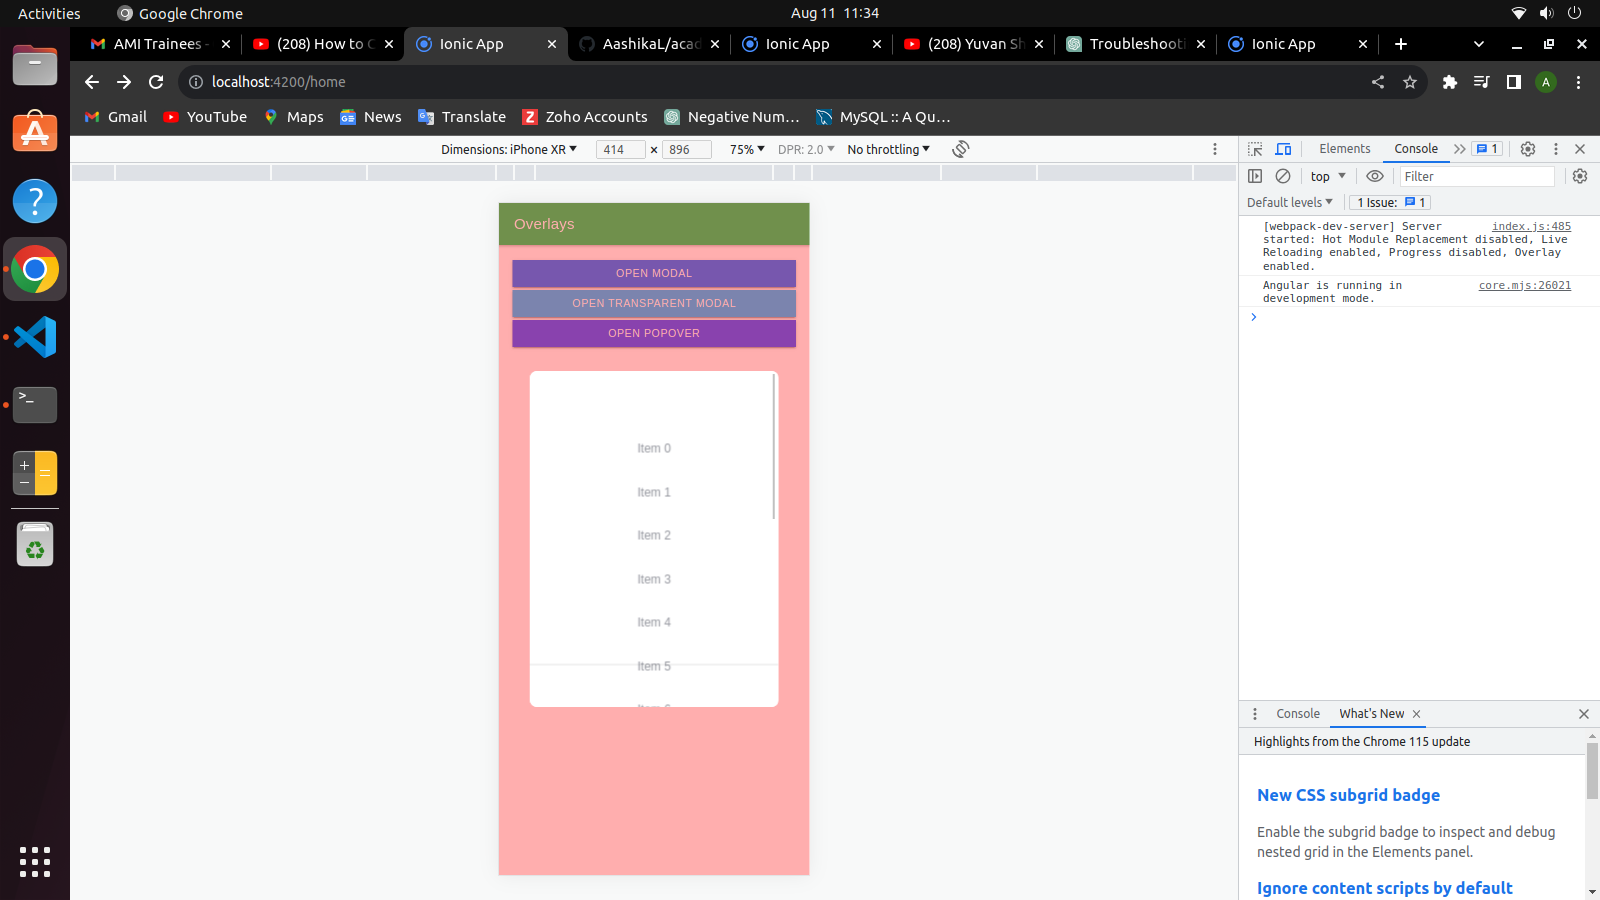 Activities
Google Chrome
Aug 11 11:34
AMI Trainees -
(208) How to C
Ionic App
AashikaL/acad
Ionic App
(208) Yuvan Sh
Troubleshooti
Ionic App
localhost:4200/home
A
Gmail
YouTube
Maps
News
Translate
Zoho Accounts
Negative Num...
MySQL :: A Qu...
Dimensions: iPhone XR
414 × 896
75%
DPR: 2.0
No throttling
Elements
Console
1
top
Filter
Default levels
1 Issue: 1
[webpack-dev-server] Server index.js:485
started: Hot Module Replacement disabled, Live
Reloading enabled, Progress disabled, Overlay
enabled.
Angular is running in core.mjs:26021
development mode.
Overlays
OPEN MODAL
OPEN TRANSPARENT MODAL
OPEN POPOVER
Item 0
Item 1
Item 2
Item 3
Item 4
Item 5
Console
What's New
Highlights from the Chrome 115 update
New CSS subgrid badge
Enable the subgrid badge to inspect and debug
nested grid in the Elements panel.
Ignore content scripts by default